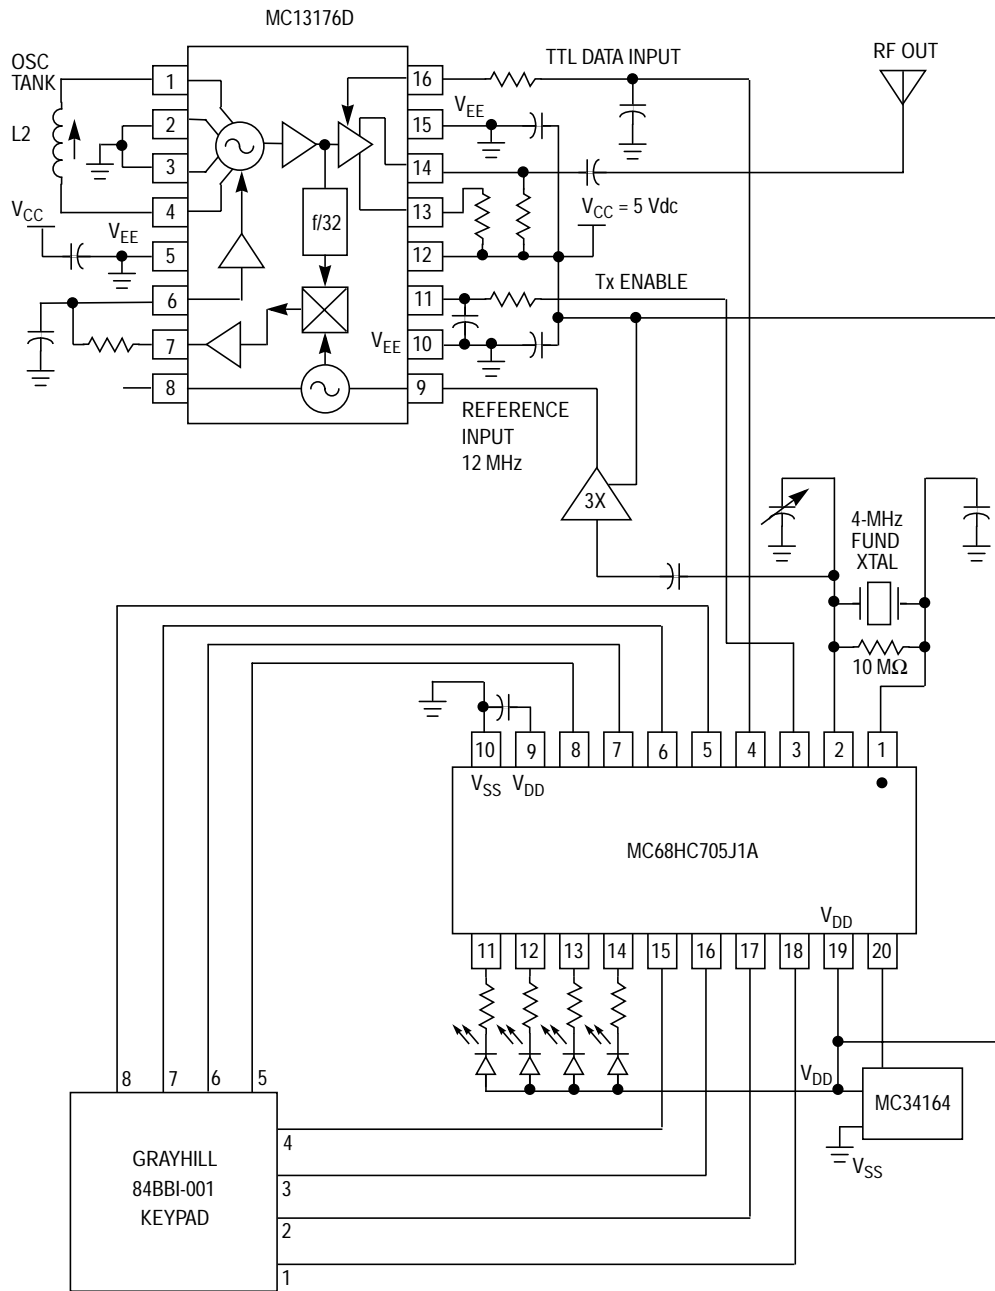 MC13176D
OSC
TANK
L2
VCC
VEE
1
2
3
4
5
6
7
8
f/32
16
15
14
13
12
11
10
9
VEE
TTL DATA INPUT
RF OUT
VEE
VCC = 5 Vdc
Tx ENABLE
REFERENCE
INPUT
12 MHz
3X
4-MHz
FUND
XTAL
10 MΩ
10
9
8
7
6
5
4
3
2
1
VSS
VDD
MC68HC705J1A
VDD
11
12
13
14
15
16
17
18
19
20
VDD
MC34164
VSS
8
7
6
5
4
3
2
1
GRAYHILL
84BBI-001
KEYPAD